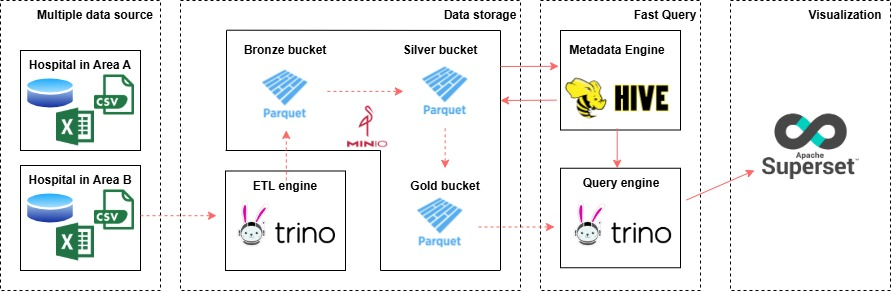 Multiple data source
Hospital in Area A
CSV
X
Hospital in Area B
CSV
X
Data storage
Bronze bucket
Parquet
Silver bucket
Parquet
MINIO
ETL engine
trino
Gold bucket
Parquet
Fast Query
Metadata Engine
HIVE
Query engine
trino
Visualization
Apache
Superset™